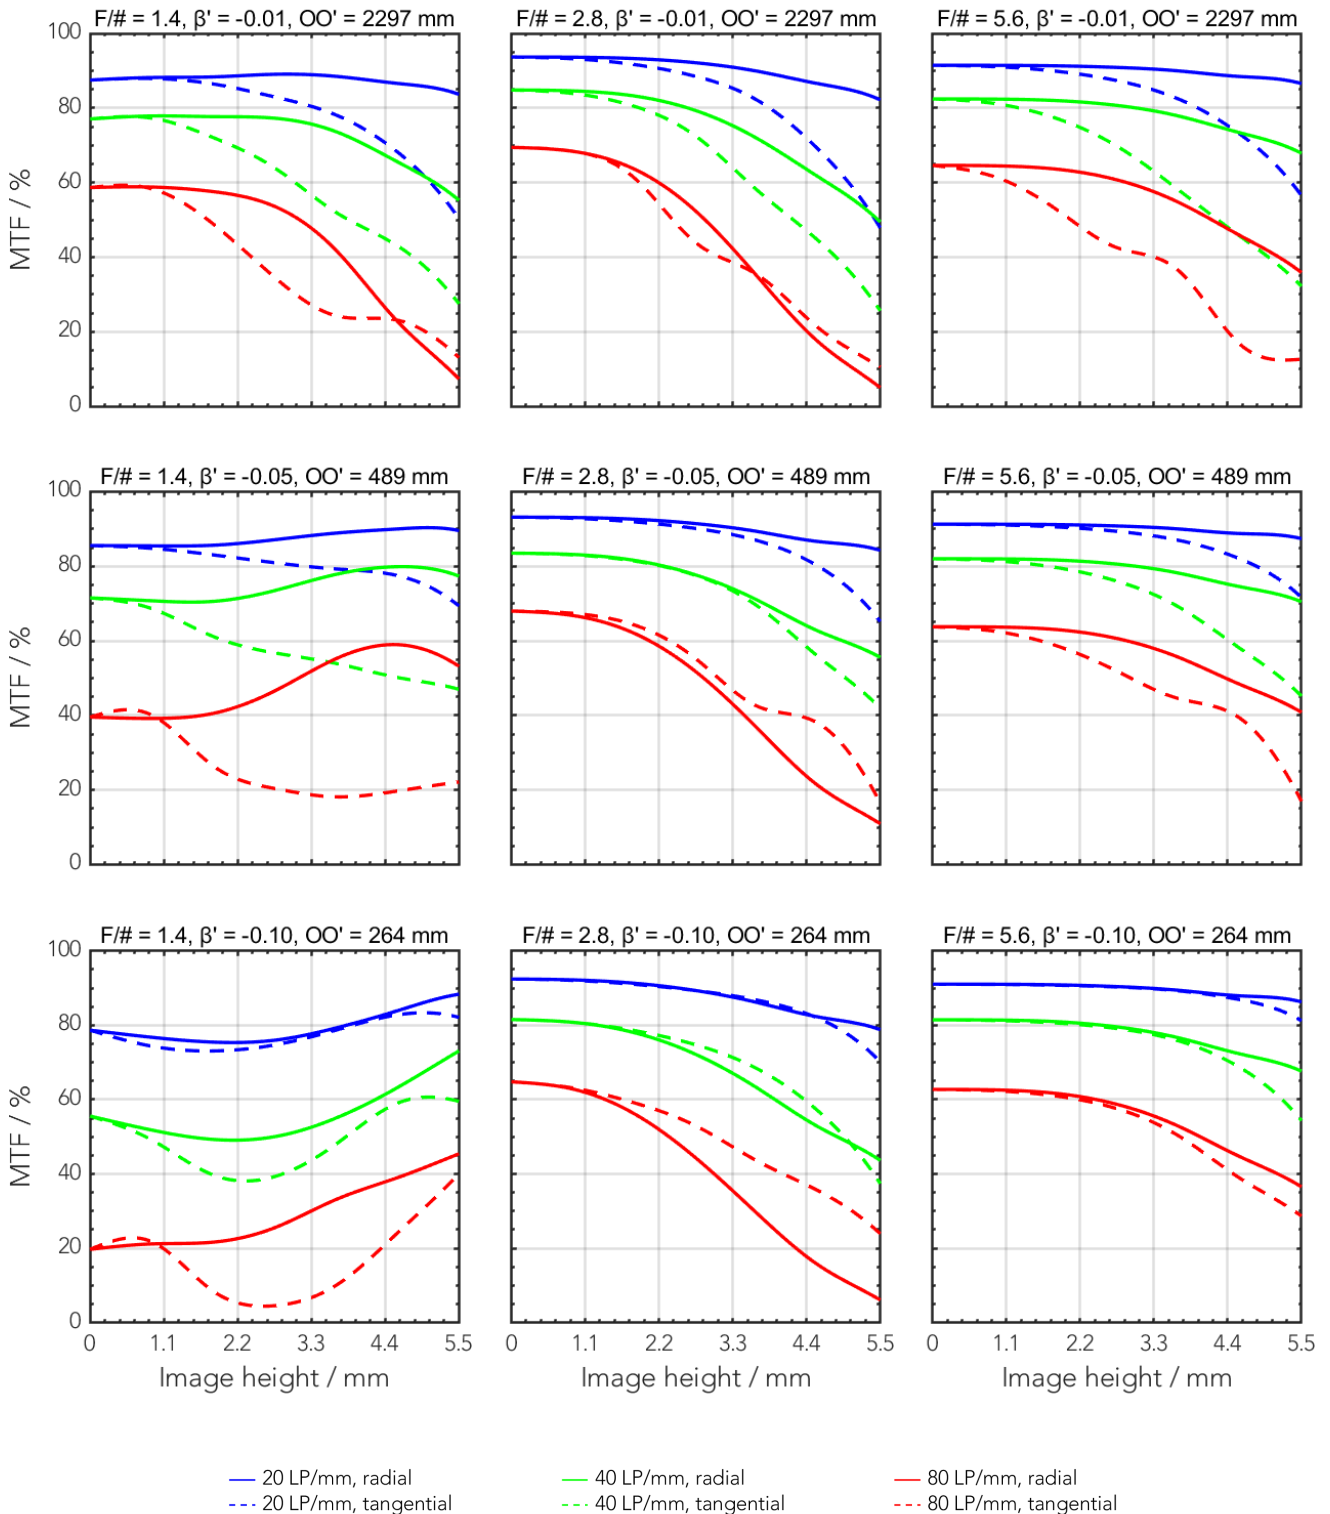 F/# = 1.4, β' = -0.01, OO' = 2297 mm
F/# = 2.8, β' = -0.01, OO' = 2297 mm
F/# = 5.6, β' = -0.01, OO' = 2297 mm
100
80
60
40
20
0
MTF / %
F/# = 1.4, β' = -0.05, OO' = 489 mm
F/# = 2.8, β' = -0.05, OO' = 489 mm
F/# = 5.6, β' = -0.05, OO' = 489 mm
100
80
60
40
20
0
MTF / %
F/# = 1.4, β' = -0.10, OO' = 264 mm
F/# = 2.8, β' = -0.10, OO' = 264 mm
F/# = 5.6, β' = -0.10, OO' = 264 mm
100
80
60
40
20
0
MTF / %
0 1.1 2.2 3.3 4.4 5.5
0 1.1 2.2 3.3 4.4 5.5
0 1.1 2.2 3.3 4.4 5.5
Image height / mm
Image height / mm
Image height / mm
20 LP/mm, radial
40 LP/mm, radial
80 LP/mm, radial
20 LP/mm, tangential
40 LP/mm, tangential
80 LP/mm, tangential